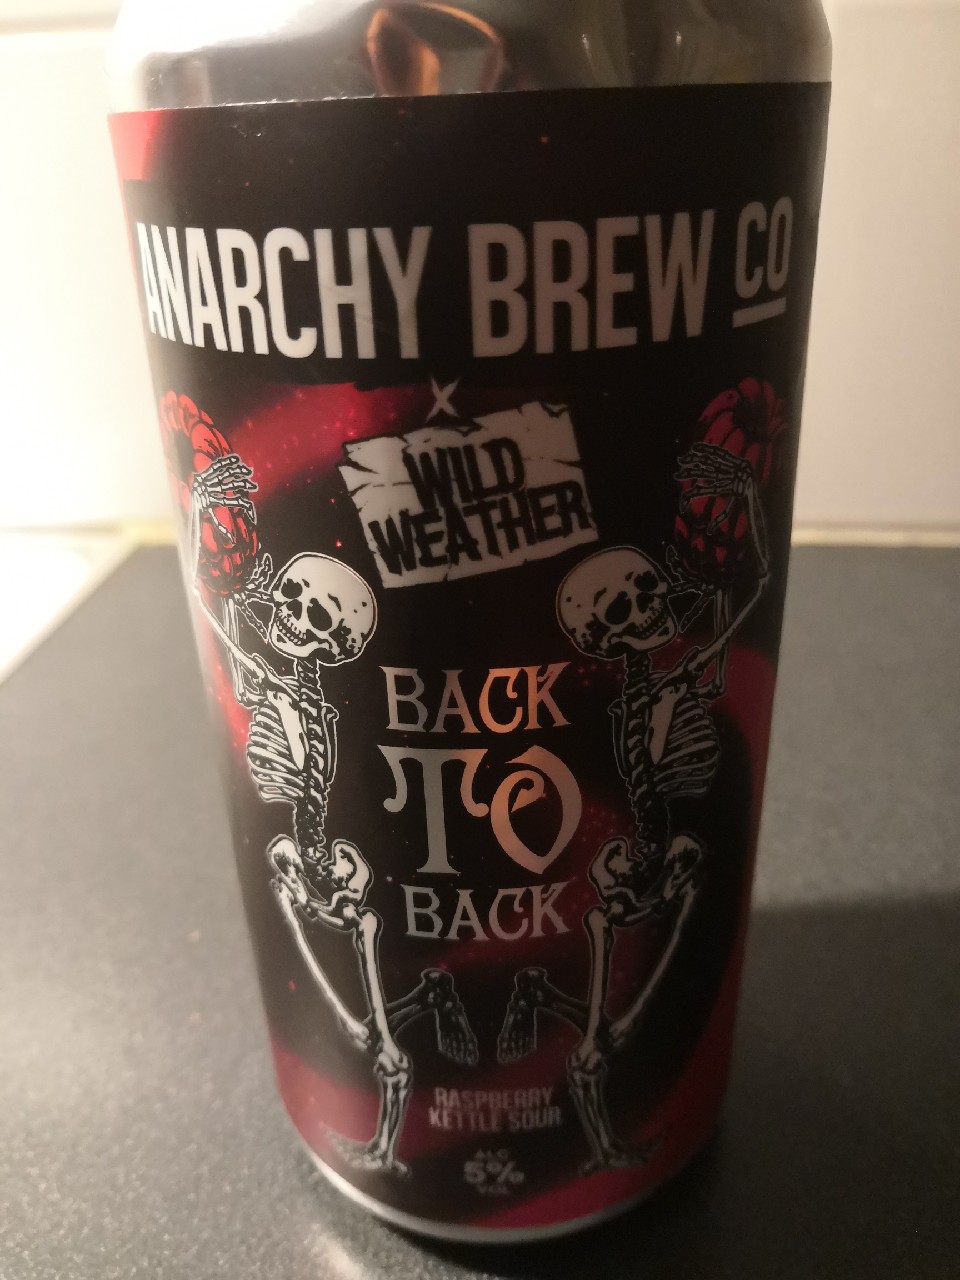 ANARCHY BREW CO
X
WILD
WEATHER
BACK
TO
BACK
RASPBERRY
KETTLE SOUR
ALC
5%
VOL